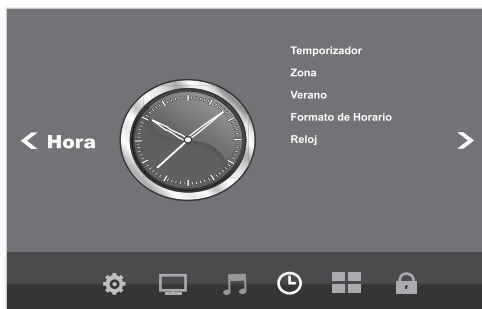 Hora
Temporizador
Zona
Verano
Formato de Horario
Reloj